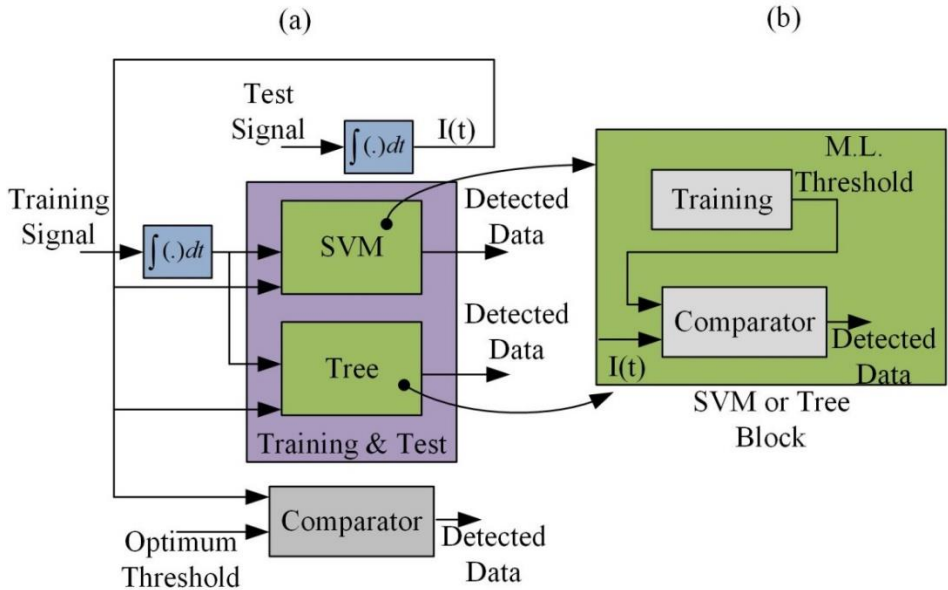 (a)
(b)
Test
Signal
∫(.)dt
I(t)
Training
Signal
∫(.)dt
SVM
Detected
Data
Tree
Detected
Data
Training & Test
Comparator
Optimum
Threshold
Detected
Data
M.L.
Threshold
Training
Comparator
I(t)
Detected
Data
SVM or Tree
Block